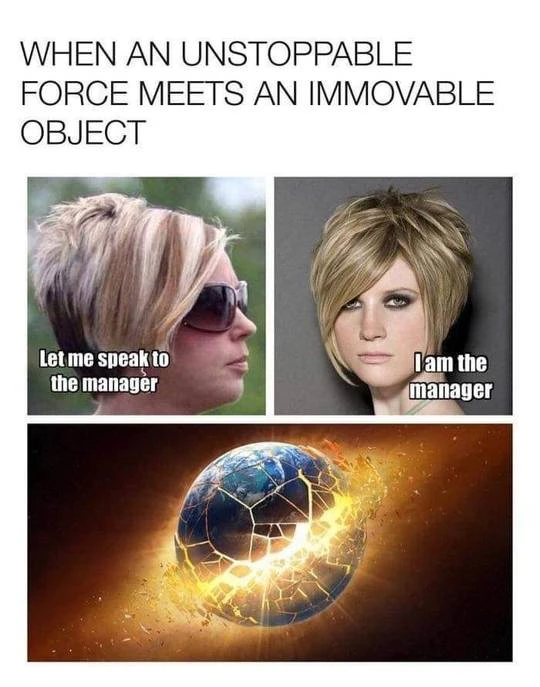 WHEN AN UNSTOPPABLE
FORCE MEETS AN IMMOVABLE
OBJECT
Let me speak to
the manager
I am the
manager